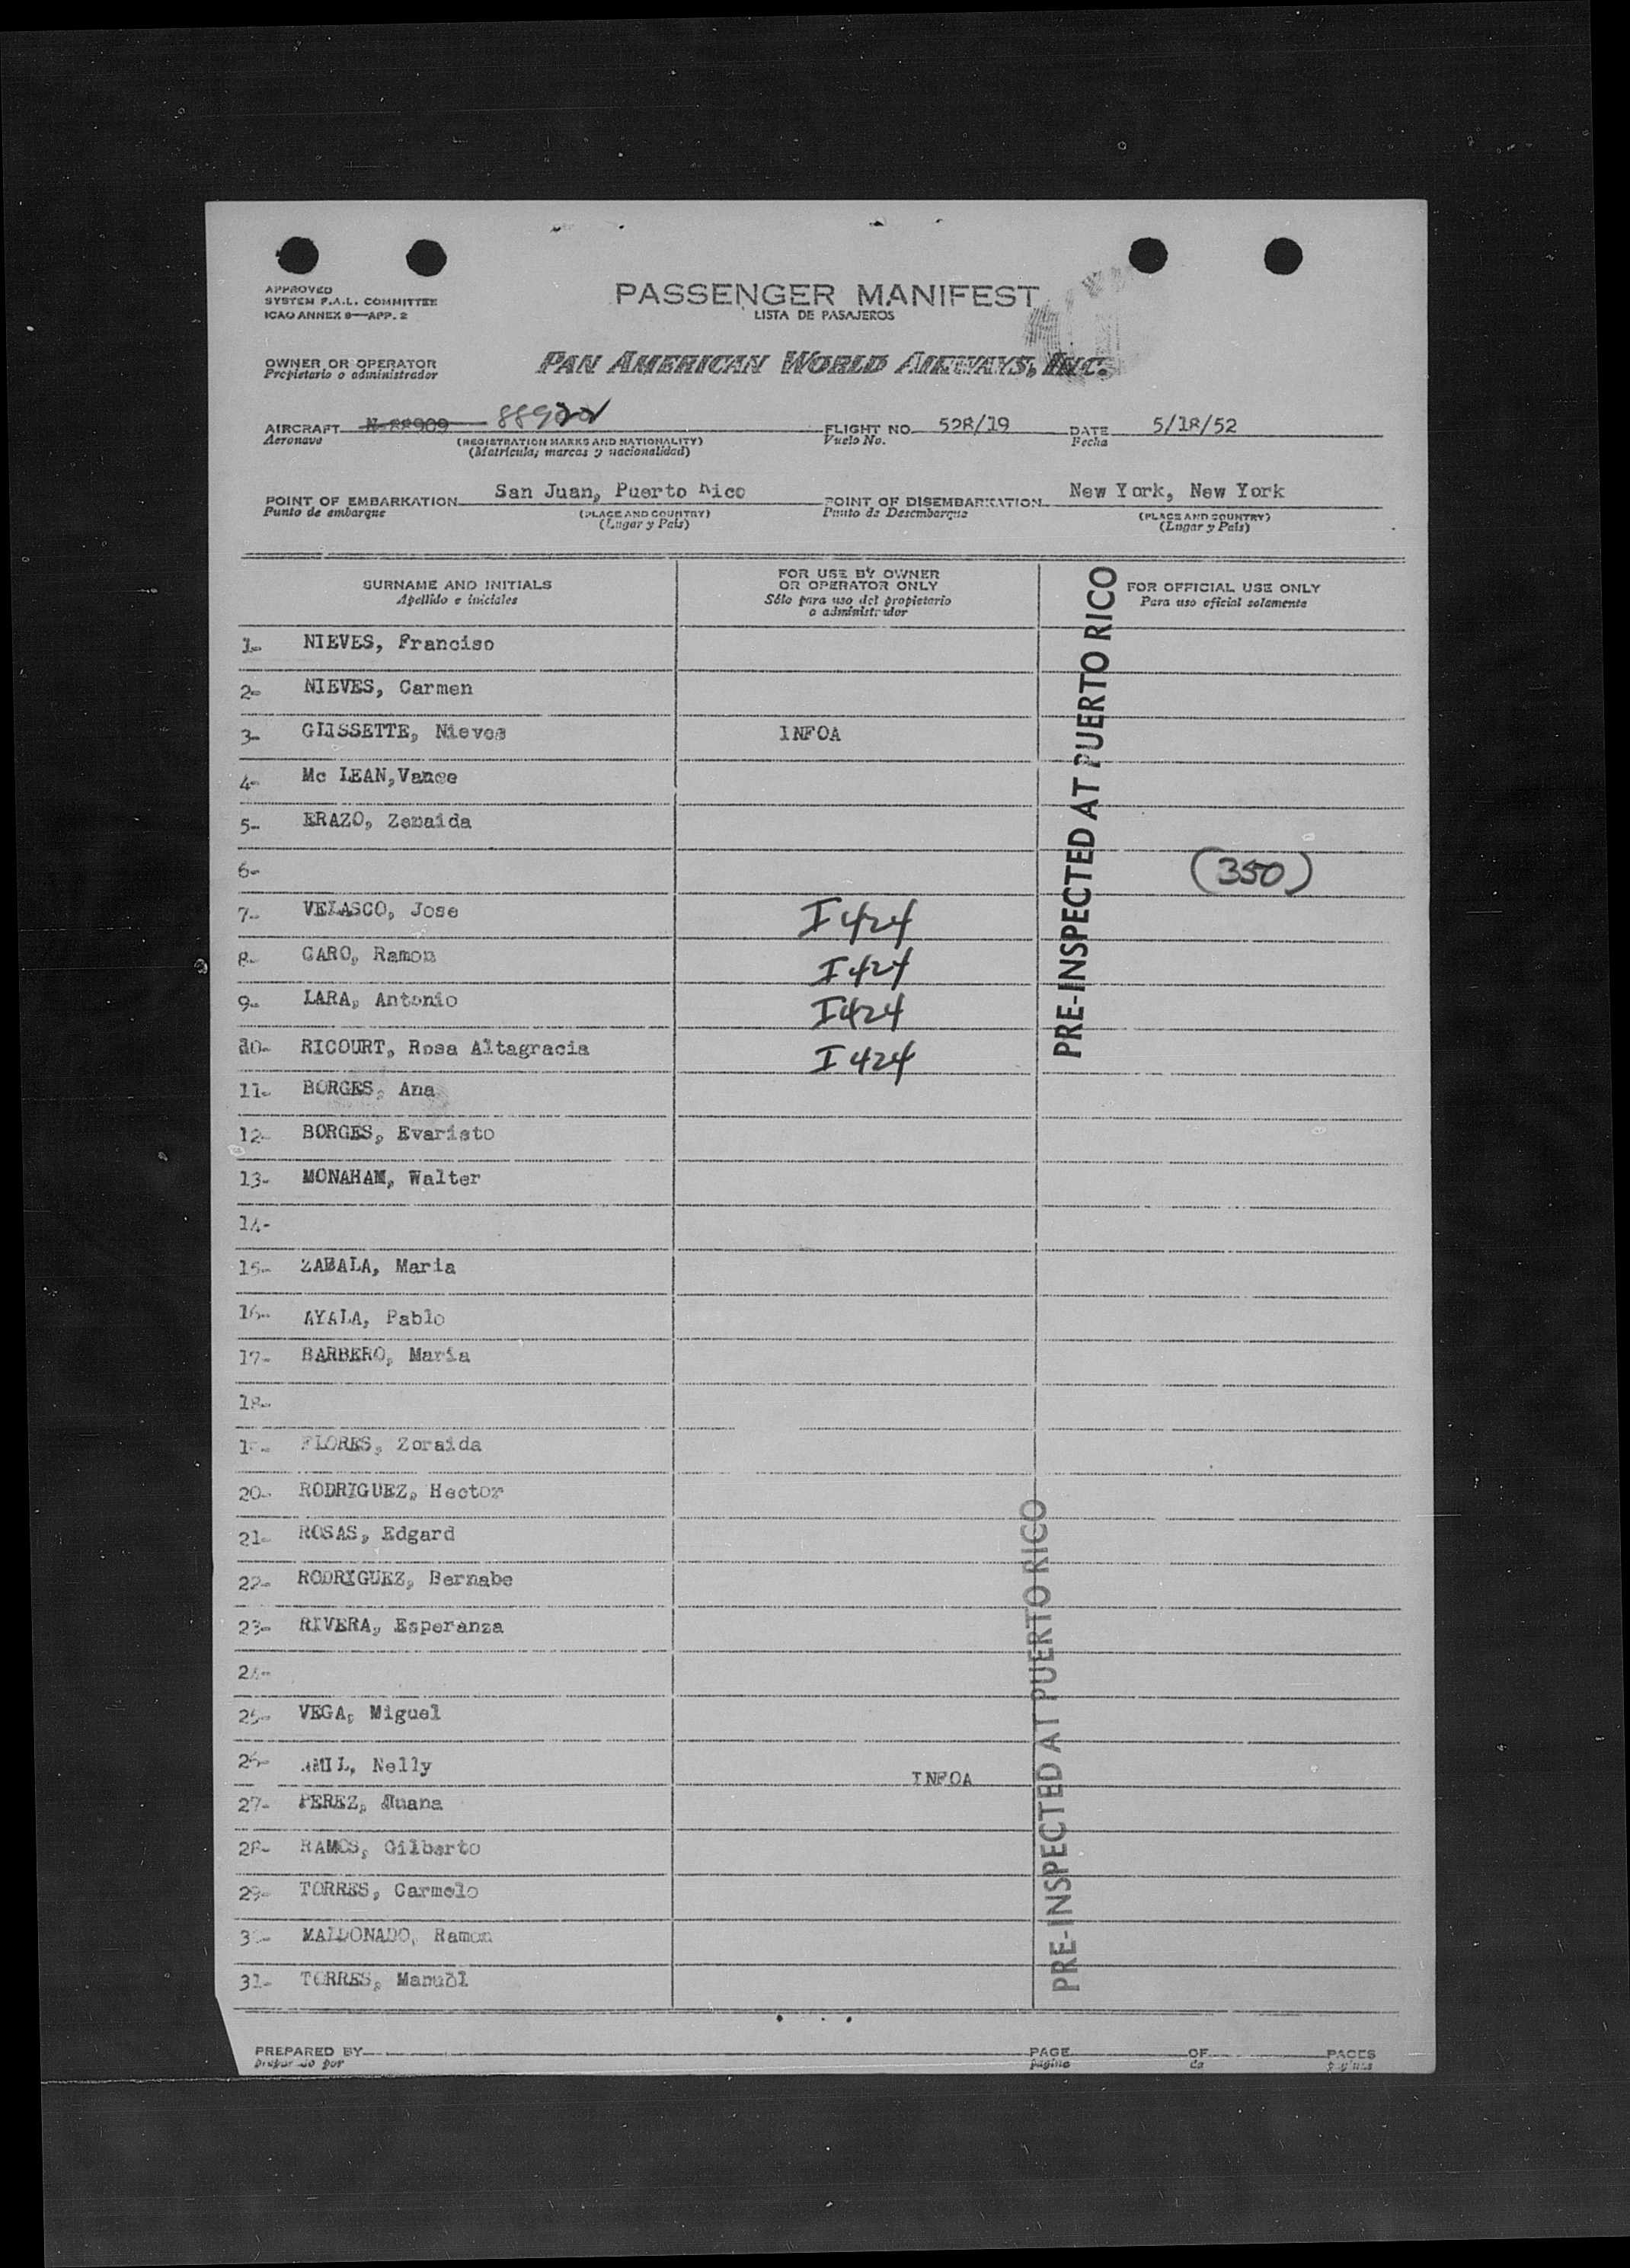 APPROVED
SYSTEM F.A.L. COMMITTEE
ICAO ANNEX 9—APP. 2
PASSENGER MANIFEST
LISTA DE PASAJEROS
OWNER OR OPERATOR
Propietario o administrador
PAN AMERICAN WORLD AIRWAYS, INC.
AIRCRAFT N-88909 FLIGHT NO. 528/19 DATE 5/18/52
Aeronave (REGISTRATION MARKS AND NATIONALITY) Vuelo No. Fecha
(Matricula; marcas y nacionalidad)
POINT OF EMBARKATION San Juan, Puerto Rico POINT OF DISEMBARKATION New York, New York
Punto de embarque (PLACE AND COUNTRY) Punto de Desembarque (PLACE AND COUNTRY)
(Lugar y País) (Lugar y País)
SURNAME AND INITIALS
Apellido e iniciales
FOR USE BY OWNER
OR OPERATOR ONLY
Sólo para uso del propietario
o administrador
FOR OFFICIAL USE ONLY
Para uso oficial solamente
PRE-INSPECTED AT PUERTO RICO
1- NIEVES, Franciso
2- NIEVES, Carmen
3- Nieves INFOA
4- Mc LEAN,Vance
5- ERAZO, Zenaida
6-
(350)
7- VELASCO, Jose I424
8- CARO, Ramon I424
9- LARA, Antonio I424
10- RICOURT, Rosa Altagracia I424
11- BORGES, Ana
12- BORGES, Evaristo
13- MONAHAN, Walter
14-
15- ZABALA, Maria
16- AYALA, Pablo
17- BARBERO, Maria
18-
19- FLORES, Zoraida
20- RODRIGUEZ, Hector
21- ROSAS, Edgard
22- RODRIGUEZ, Bernabe
23- RIVERA, Esperanza
24-
25- VEGA, Miguel
26- Nelly INFOA
27- PEREZ, Juana
28- RAMOS, Gilberto
29- TORRES, Carmelo
30- MALDONADO, Ramon
31- TORRES, Manuel
PRE-INSPECTED AT PUERTO RICO
PREPARED BY PAGE OF PAGES
por página de